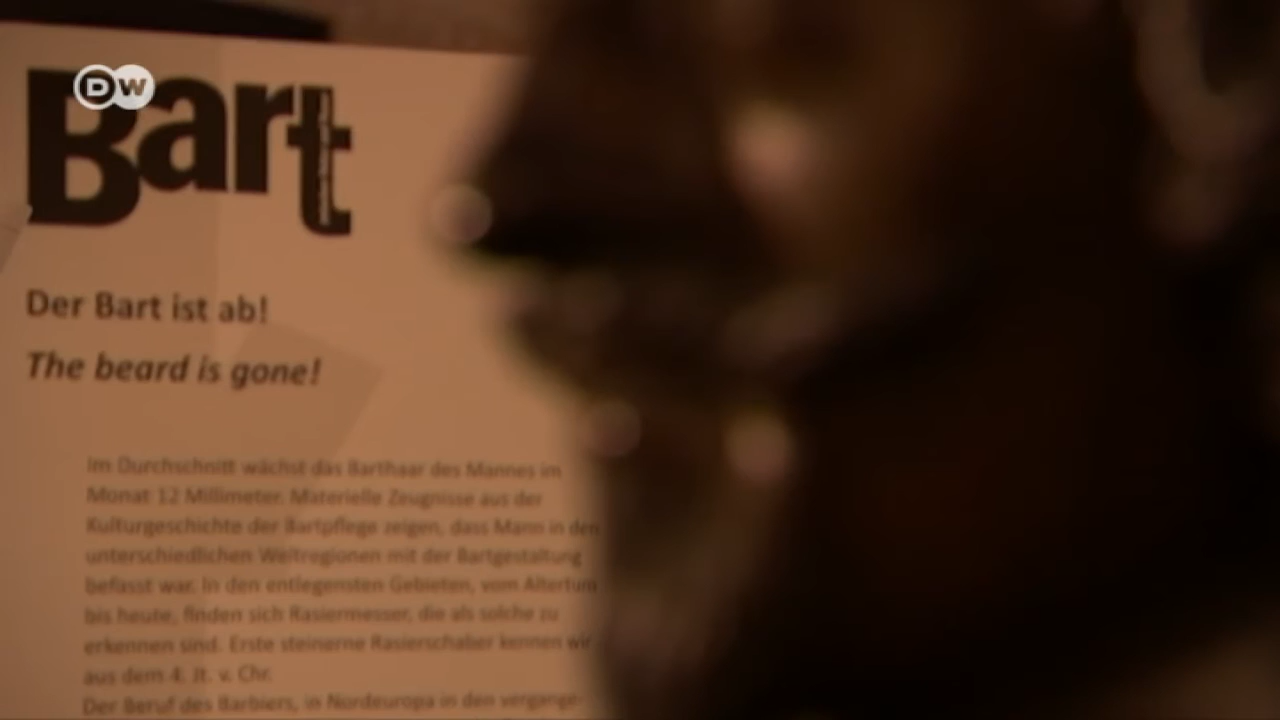 DW
Bart
Der Bart ist ab!
The beard is gone!
Im Durchschnitt wächst das Barthaar des Mannes im
Monat 12 Millimeter. Materielle Zeugnisse aus der
Kulturgeschichte der Bartpflege zeigen, dass Mann in den
unterschiedlichen Weltregionen mit der Bartgestaltung
befasst war. In den entlegensten Gebieten, vom Altertum
bis heute, finden sich Rasiermesser, die als solche zu
erkennen sind. Erste steinerne Rasierschaber kennen wir
aus dem 4. Jt. v. Chr.
Der Beruf des Barbiers, in Nordeuropa in den vergange-